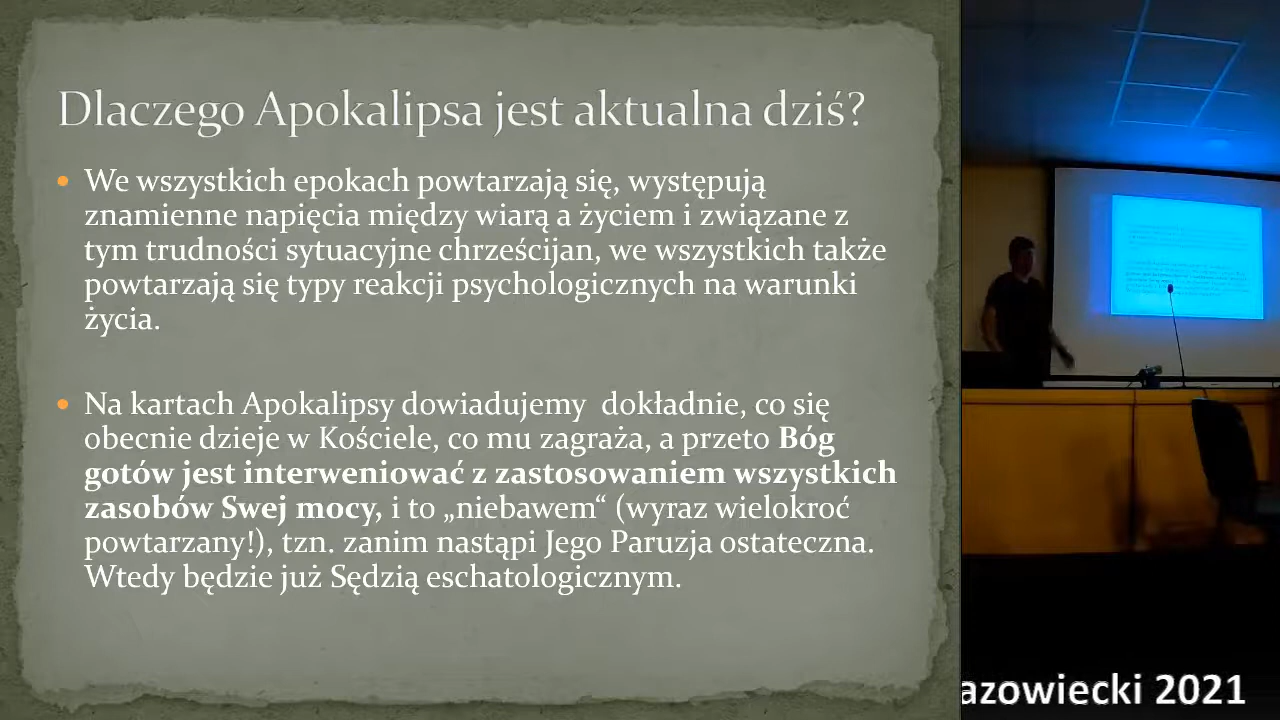 Dlaczego Apokalipsa jest aktualna dziś?
• We wszystkich epokach powtarzają się, występują
znamienne napięcia między wiarą a życiem i związane z
tym trudności sytuacyjne chrześcijan, we wszystkich także
powtarzają się typy reakcji psychologicznych na warunki
życia.
• Na kartach Apokalipsy dowiadujemy  dokładnie, co się
obecnie dzieje w Kościele, co mu zagraża, a przeto Bóg
gotów jest interweniować z zastosowaniem wszystkich
zasobów Swej mocy, i to „niebawem“ (wyraz wielokroć
powtarzany!), tzn. zanim nastąpi Jego Paruzja ostateczna.
Wtedy będzie już Sędzią eschatologicznym.
azowiecki 2021